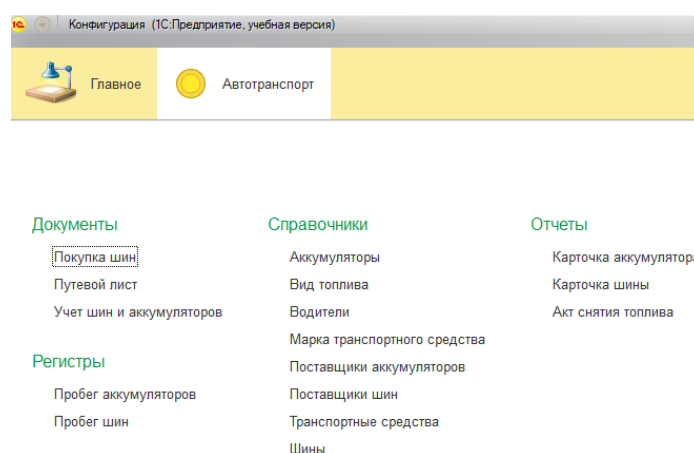 1С Конфигурация (1С:Предприятие, учебная версия)
Главное
Автотранспорт
Документы
Покупка шин
Путевой лист
Учет шин и аккумуляторов
Регистры
Пробег аккумуляторов
Пробег шин
Справочники
Аккумуляторы
Вид топлива
Водители
Марка транспортного средства
Поставщики аккумуляторов
Поставщики шин
Транспортные средства
Шины
Отчеты
Карточка аккумулятора
Карточка шины
Акт снятия топлива